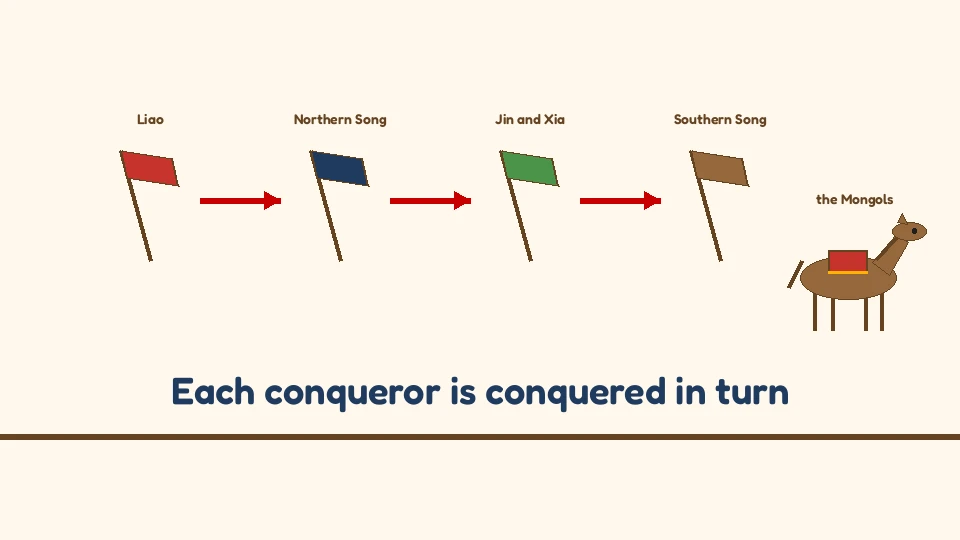 Liao
Northern Song
Jin and Xia
Southern Song
the Mongols
Each conqueror is conquered in turn